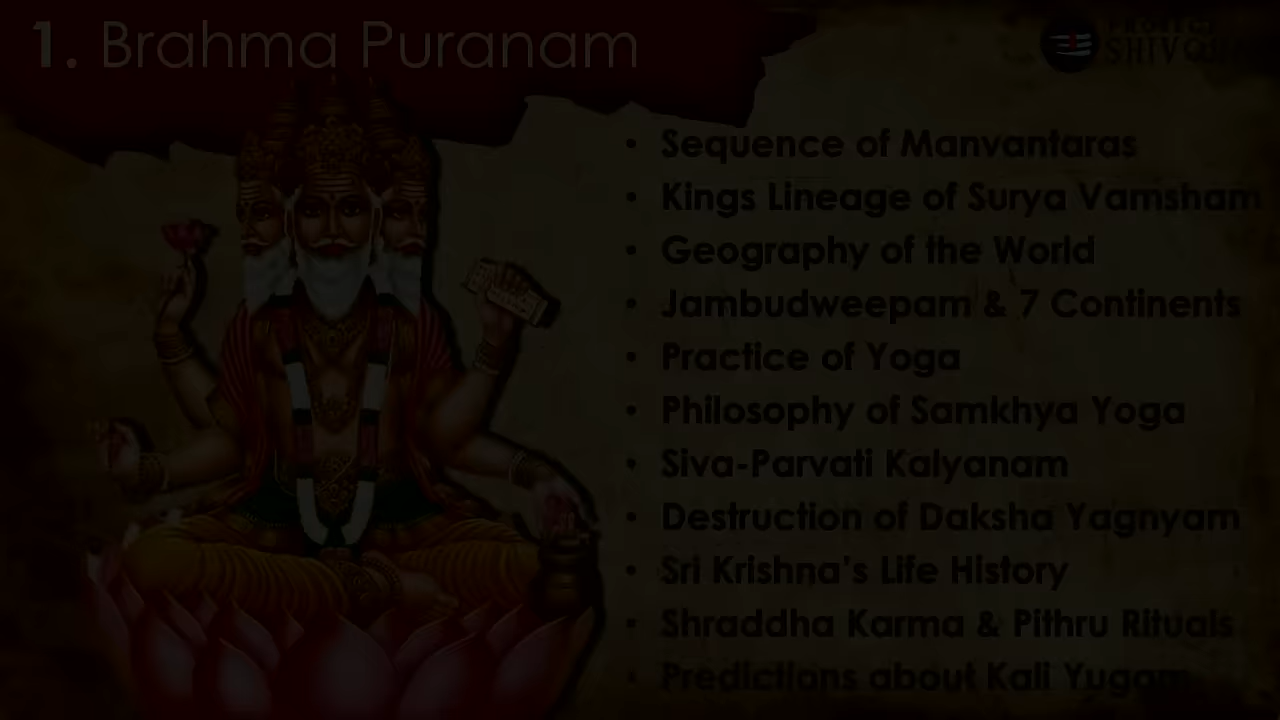 1. Brahma Puranam
PROJECT
• Sequence of Manvantaras
• Kings Lineage of Surya Vamsham
• Geography of the World
• Jambudweepam & 7 Continents
• Practice of Yoga
• Philosophy of Samkhya Yoga
• Siva-Parvati Kalyanam
• Destruction of Daksha Yagnyam
• Sri Krishna's Life History
• Shraddha Karma & Pithru Rituals
• Predictions about Kali Yugam